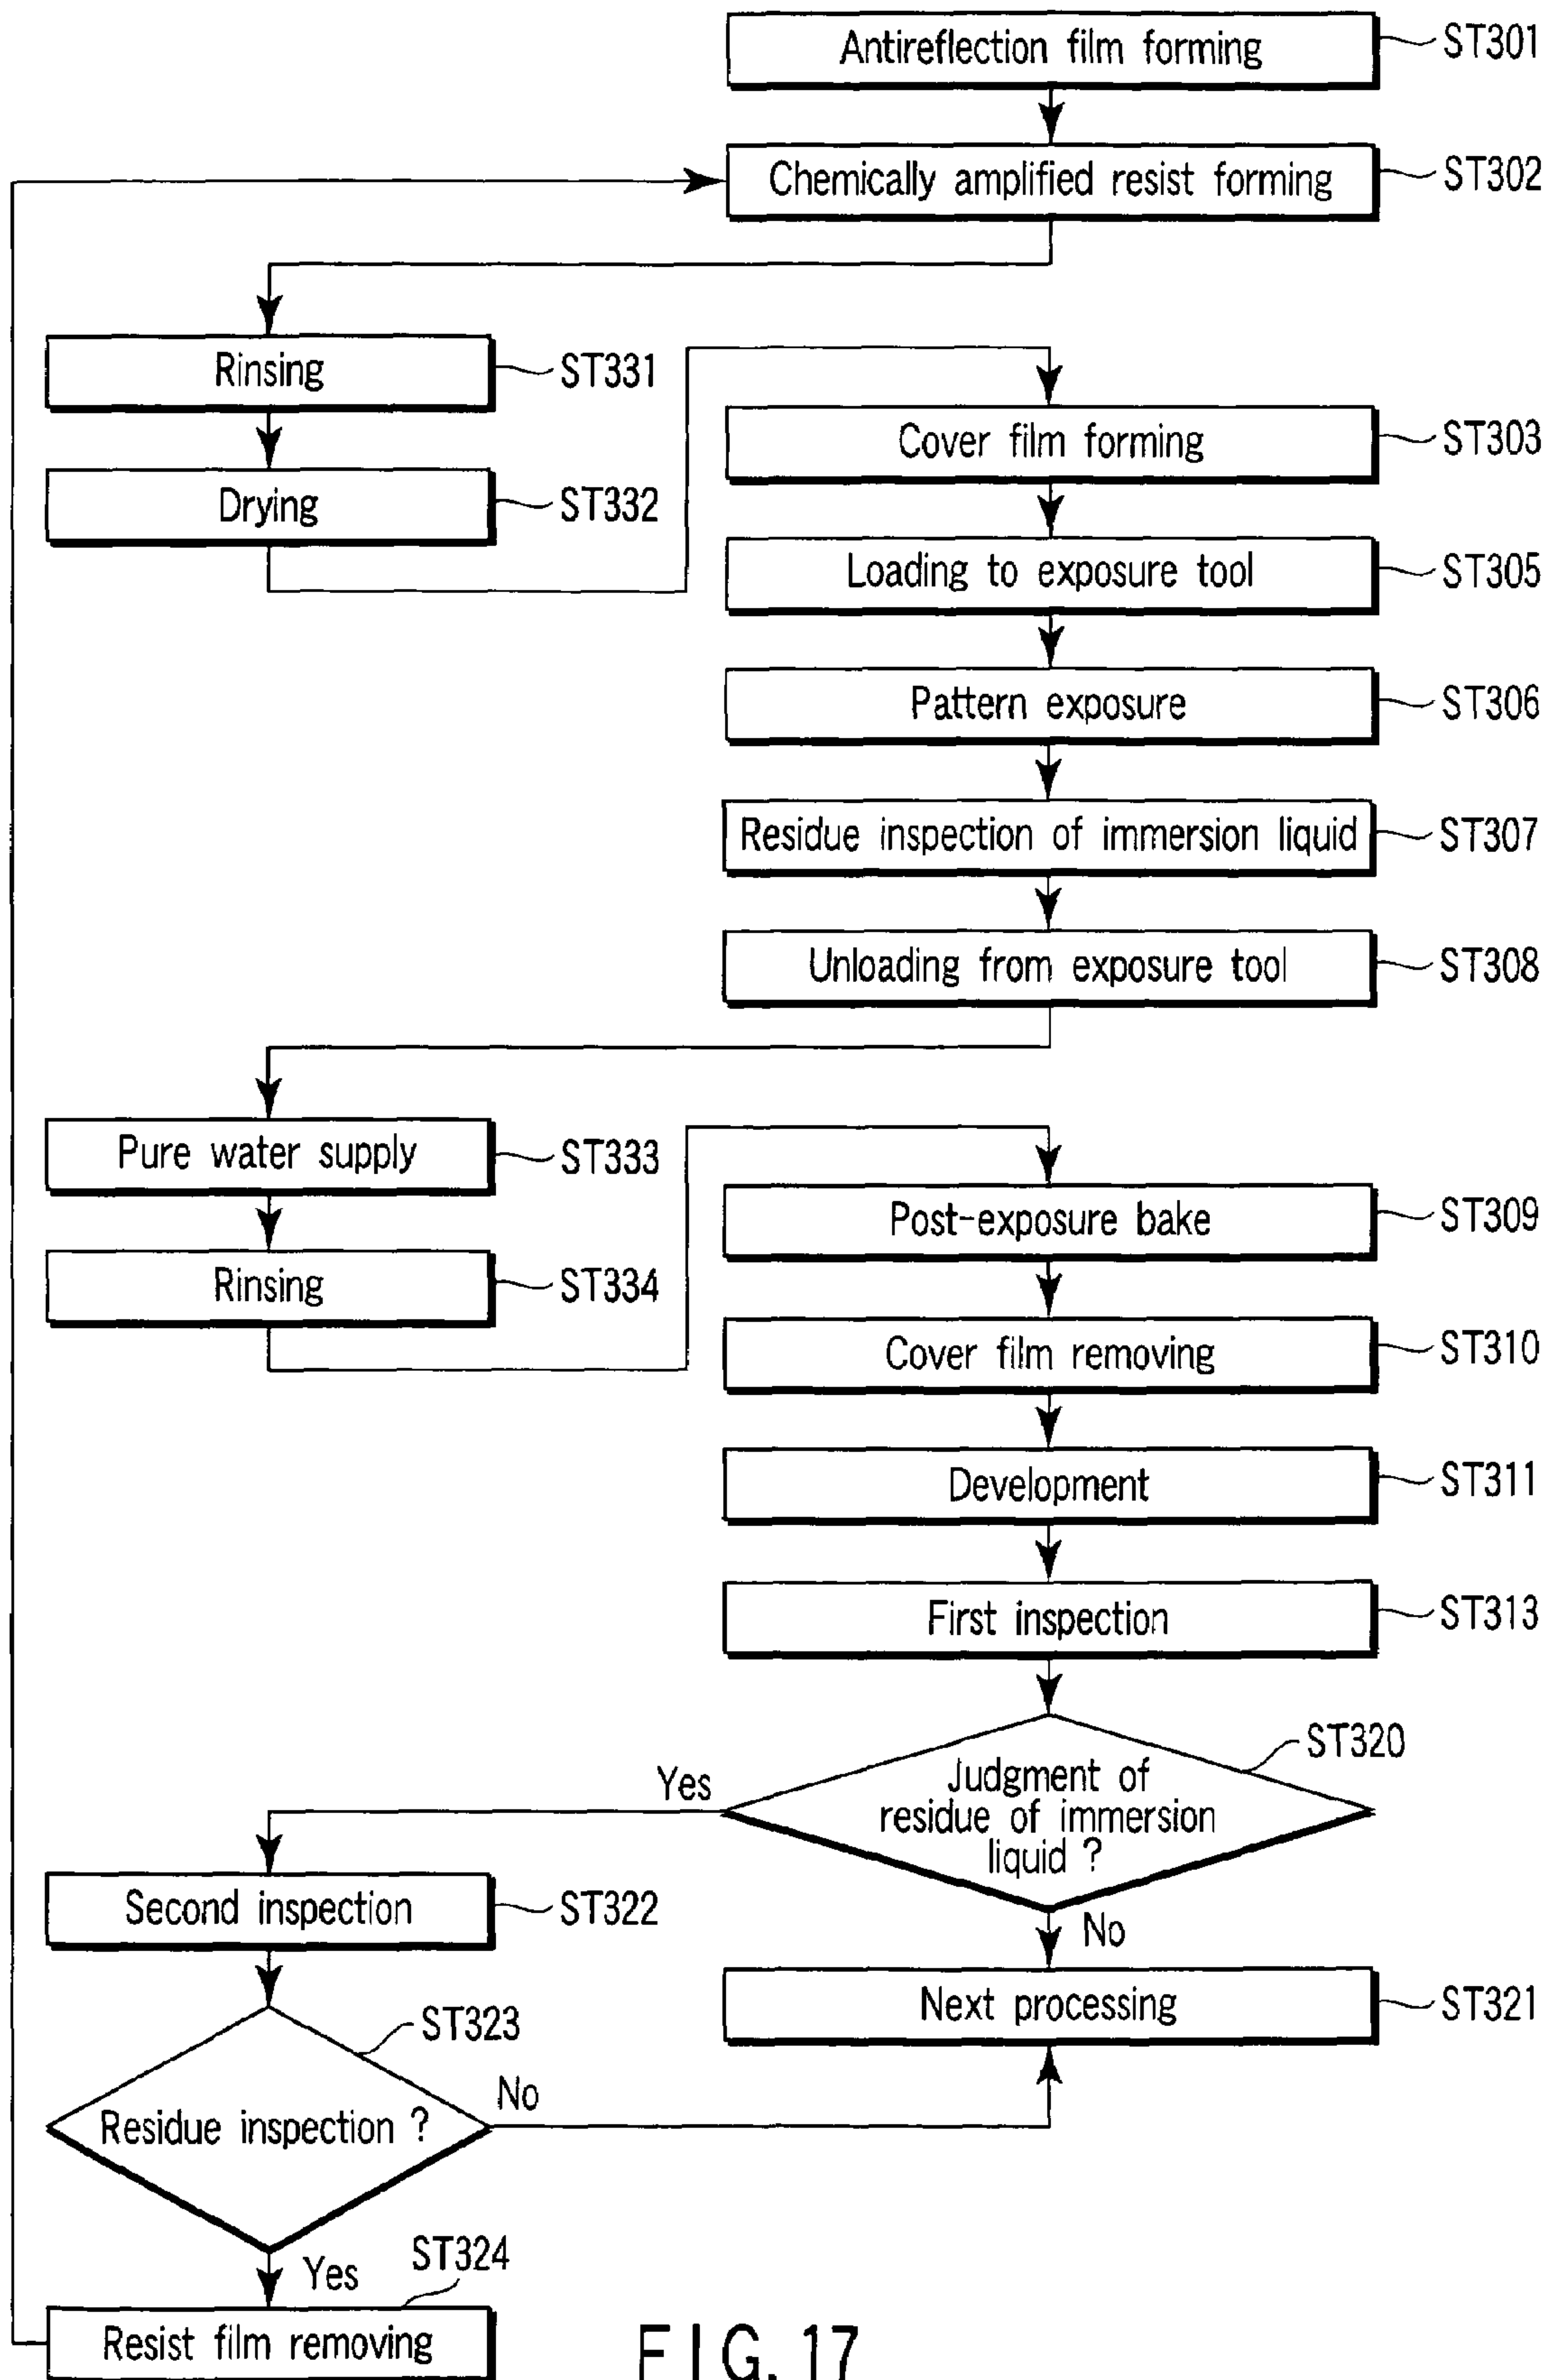 Antireflection film forming
ST301
Chemically amplified resist forming
ST302
Rinsing
ST331
Drying
ST332
Cover film forming
ST303
Loading to exposure tool
ST305
Pattern exposure
ST306
Residue inspection of immersion liquid
ST307
Unloading from exposure tool
ST308
Pure water supply
ST333
Rinsing
ST334
Post-exposure bake
ST309
Cover film removing
ST310
Development
ST311
First inspection
ST313
Judgment of
residue of immersion
liquid ?
ST320
Yes
No
Second inspection
ST322
Next processing
ST321
Residue inspection ?
ST323
No
Yes
Resist film removing
ST324
FIG. 17